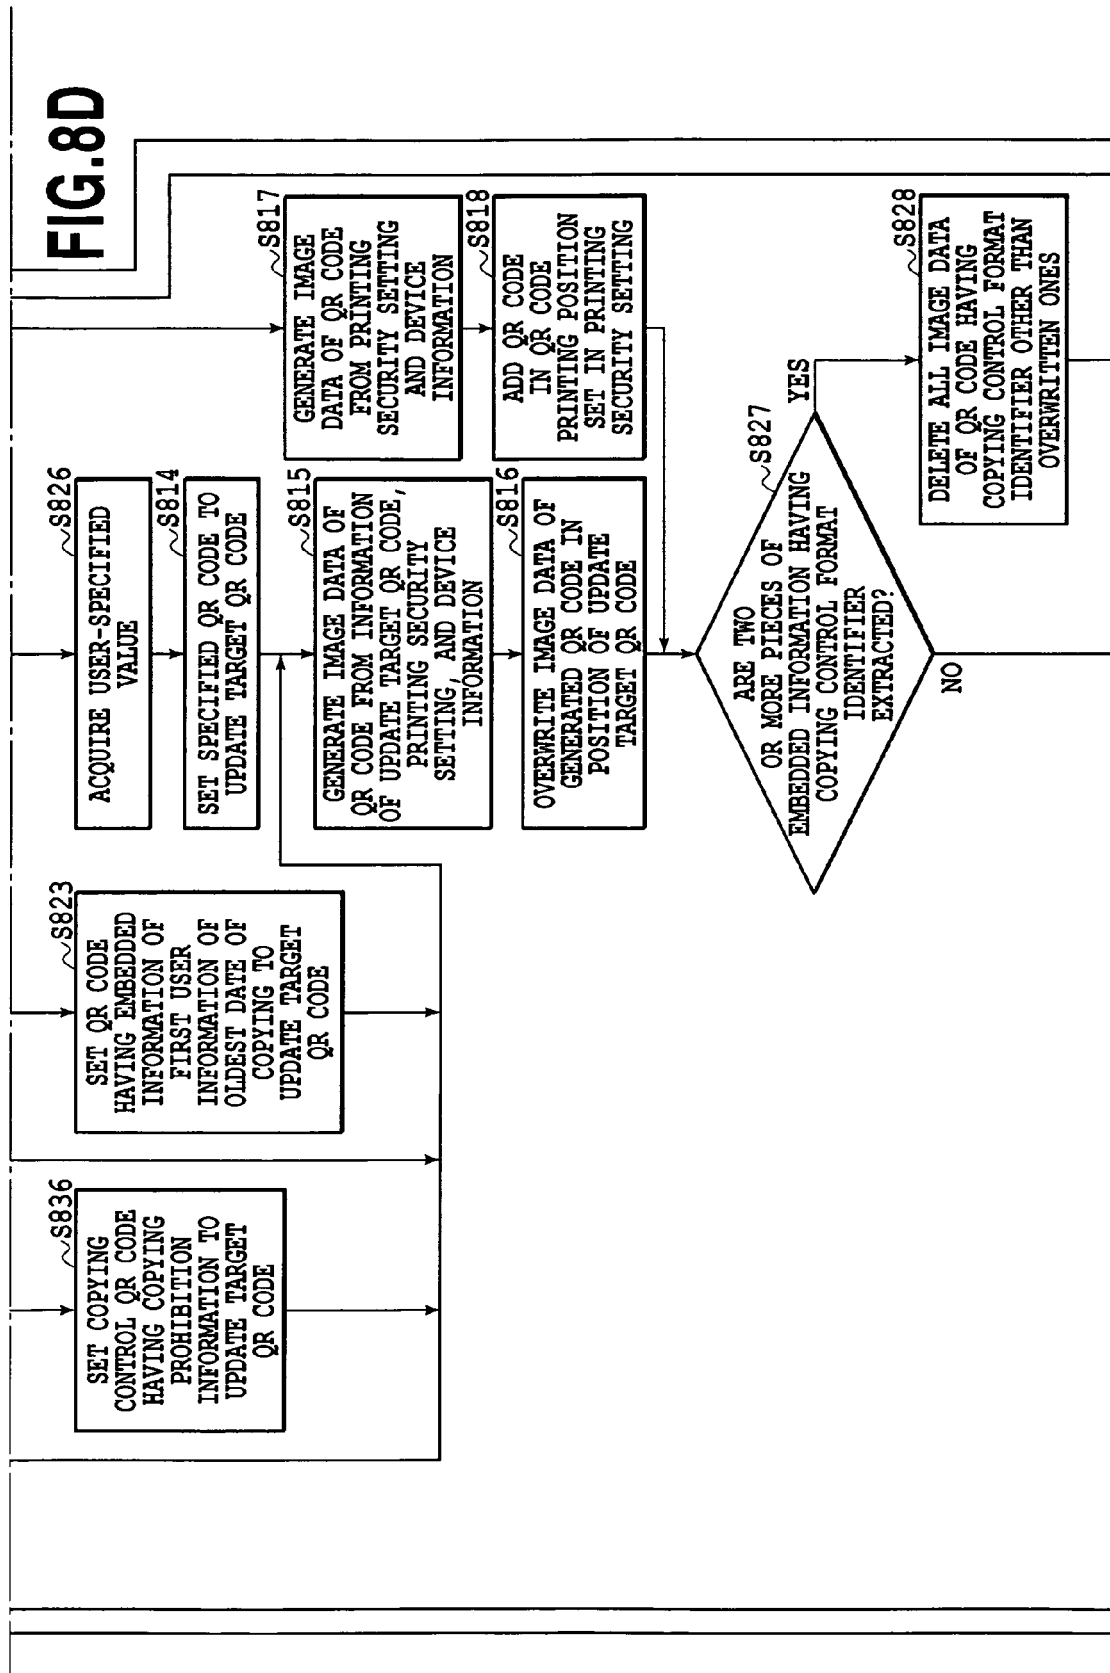 FIG.8D
S836
SET COPYING
CONTROL QR CODE
HAVING COPYING
PROHIBITION
INFORMATION TO
UPDATE TARGET
QR CODE
S823
SET QR CODE
HAVING EMBEDDED
INFORMATION OF
FIRST USER
INFORMATION OF
OLDEST DATE OF
COPYING TO
UPDATE TARGET
QR CODE
S826
ACQUIRE USER-SPECIFIED
VALUE
S814
SET SPECIFIED QR CODE TO
UPDATE TARGET QR CODE
S815
GENERATE IMAGE DATA OF
QR CODE FROM INFORMATION
OF UPDATE TARGET QR CODE,
PRINTING SECURITY
SETTING, AND DEVICE
INFORMATION
S816
OVERWRITE IMAGE DATA OF
GENERATED QR CODE IN
POSITION OF UPDATE
TARGET QR CODE
S817
GENERATE IMAGE
DATA OF QR CODE
FROM PRINTING
SECURITY SETTING
AND DEVICE
INFORMATION
S818
ADD QR CODE
IN QR CODE
PRINTING POSITION
SET IN PRINTING
SECURITY SETTING
S827
ARE TWO
OR MORE PIECES OF
EMBEDDED INFORMATION HAVING
COPYING CONTROL FORMAT
IDENTIFIER
EXTRACTED?
YES
NO
S828
DELETE ALL IMAGE DATA
OF QR CODE HAVING
COPYING CONTROL FORMAT
IDENTIFIER OTHER THAN
OVERWRITTEN ONES